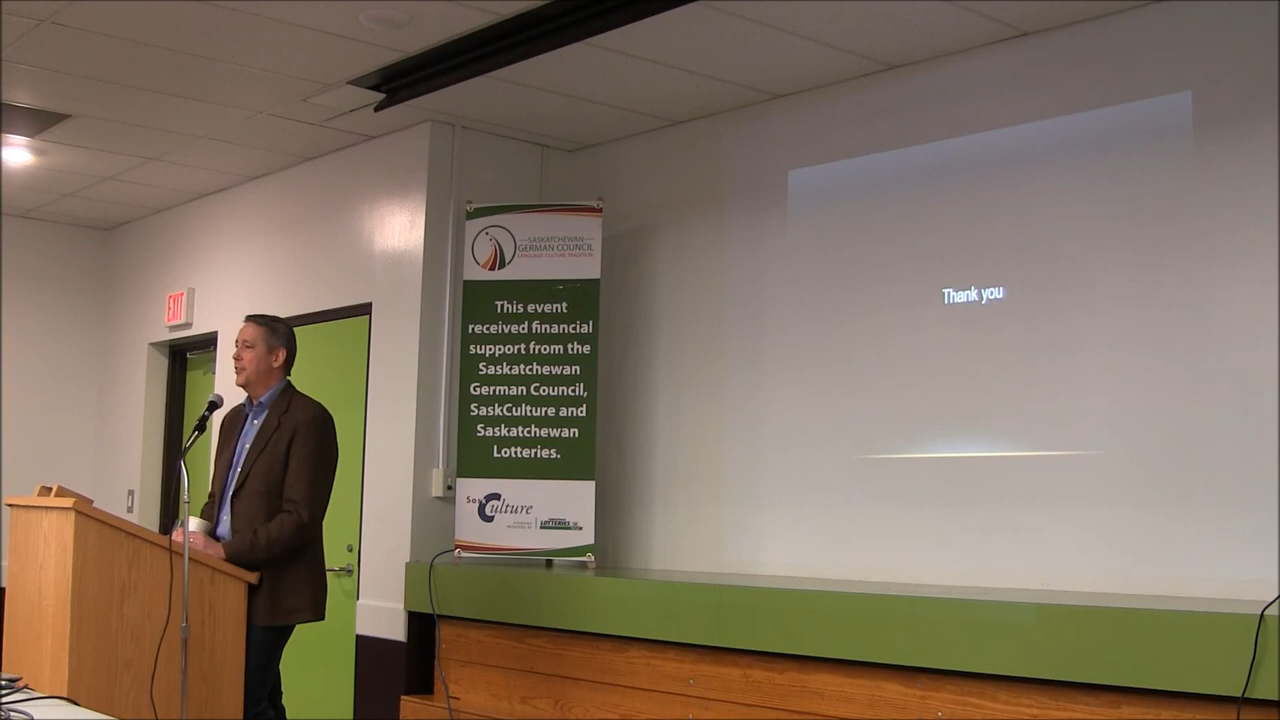 EXIT
SASKATCHEWAN
GERMAN COUNCIL
LANGUAGE. CULTURE. TRADITION.
This event
received financial
support from the
Saskatchewan
German Council,
SaskCulture and
Saskatchewan
Lotteries.
SaskCulture
LOTTERIES
Thank you